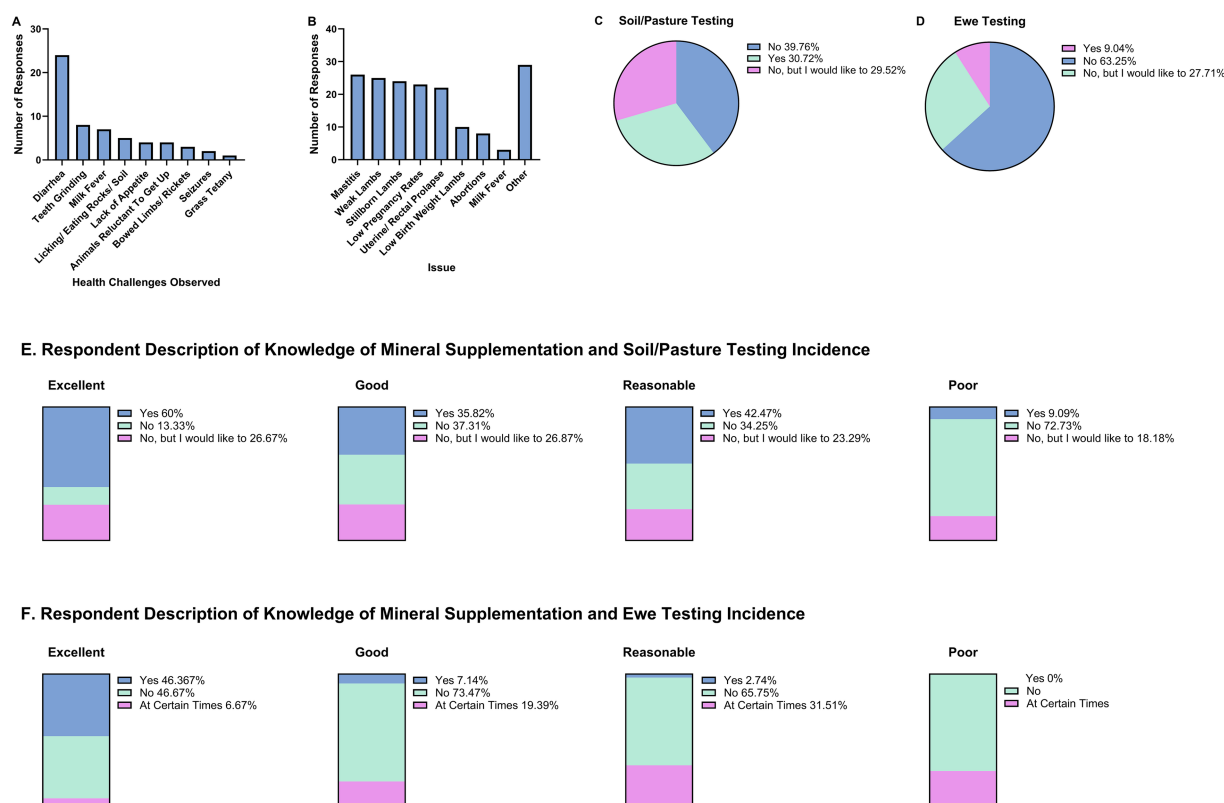 A
30
20
10
0
Number of Responses
Diarrhea
Teeth Grinding
Milk Fever
Licking/ Eating Rocks/ Soil
Lack of Appetite
Animals Reluctant To Get Up
Bowed Limbs/ Rickets
Seizures
Grass Tetany
Health Challenges Observed
B
40
30
20
10
0
Number of Responses
Mastitis
Weak Lambs
Stillborn Lambs
Low Pregnancy Rates
Uterine/ Rectal Prolapse
Low Birth Weight Lambs
Abortions
Milk Fever
Other
Issue
C Soil/Pasture Testing
No 39.76%
Yes 30.72%
No, but I would like to 29.52%
D Ewe Testing
Yes 9.04%
No 63.25%
No, but I would like to 27.71%
E. Respondent Description of Knowledge of Mineral Supplementation and Soil/Pasture Testing Incidence
Excellent
Yes 60%
No 13.33%
No, but I would like to 26.67%
Good
Yes 35.82%
No 37.31%
No, but I would like to 26.87%
Reasonable
Yes 42.47%
No 34.25%
No, but I would like to 23.29%
Poor
Yes 9.09%
No 72.73%
No, but I would like to 18.18%
F. Respondent Description of Knowledge of Mineral Supplementation and Ewe Testing Incidence
Excellent
Yes 46.367%
No 46.67%
At Certain Times 6.67%
Good
Yes 7.14%
No 73.47%
At Certain Times 19.39%
Reasonable
Yes 2.74%
No 65.75%
At Certain Times 31.51%
Poor
Yes 0%
No
At Certain Times